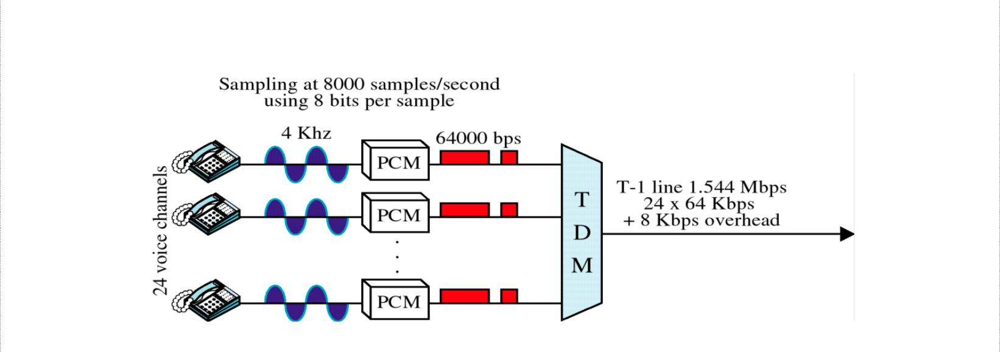 Sampling at 8000 samples/second
using 8 bits per sample
4 Khz
64000 bps
24 voice channels
PCM
PCM
PCM
T
D
M
T-1 line 1.544 Mbps
24 x 64 Kbps
+ 8 Kbps overhead